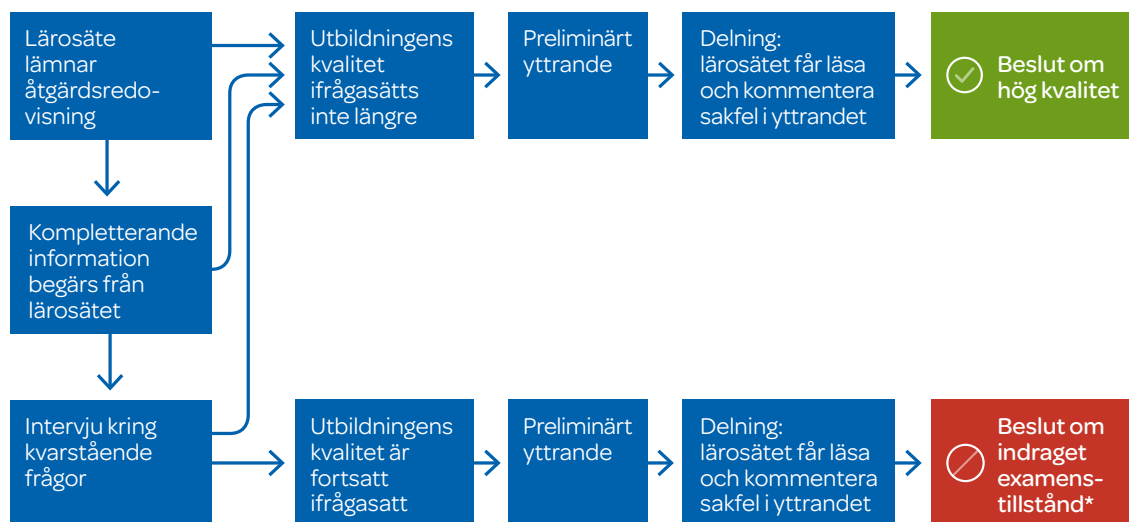 Lärosäte
lämnar
åtgärdsredo-
visning
Utbildningens
kvalitet
ifrågasätts
inte längre
Preliminärt
yttrande
Delning:
lärosätet får läsa
och kommentera
sakfel i yttrandet
Beslut om
hög kvalitet
Kompletterande
information
begärs från
lärosätet
Intervju kring
kvarstående
frågor
Utbildningens
kvalitet är
fortsatt
ifrågasatt
Preliminärt
yttrande
Delning:
lärosätet får läsa
och kommentera
sakfel i yttrandet
Beslut om
indraget
examens-
tillstånd*